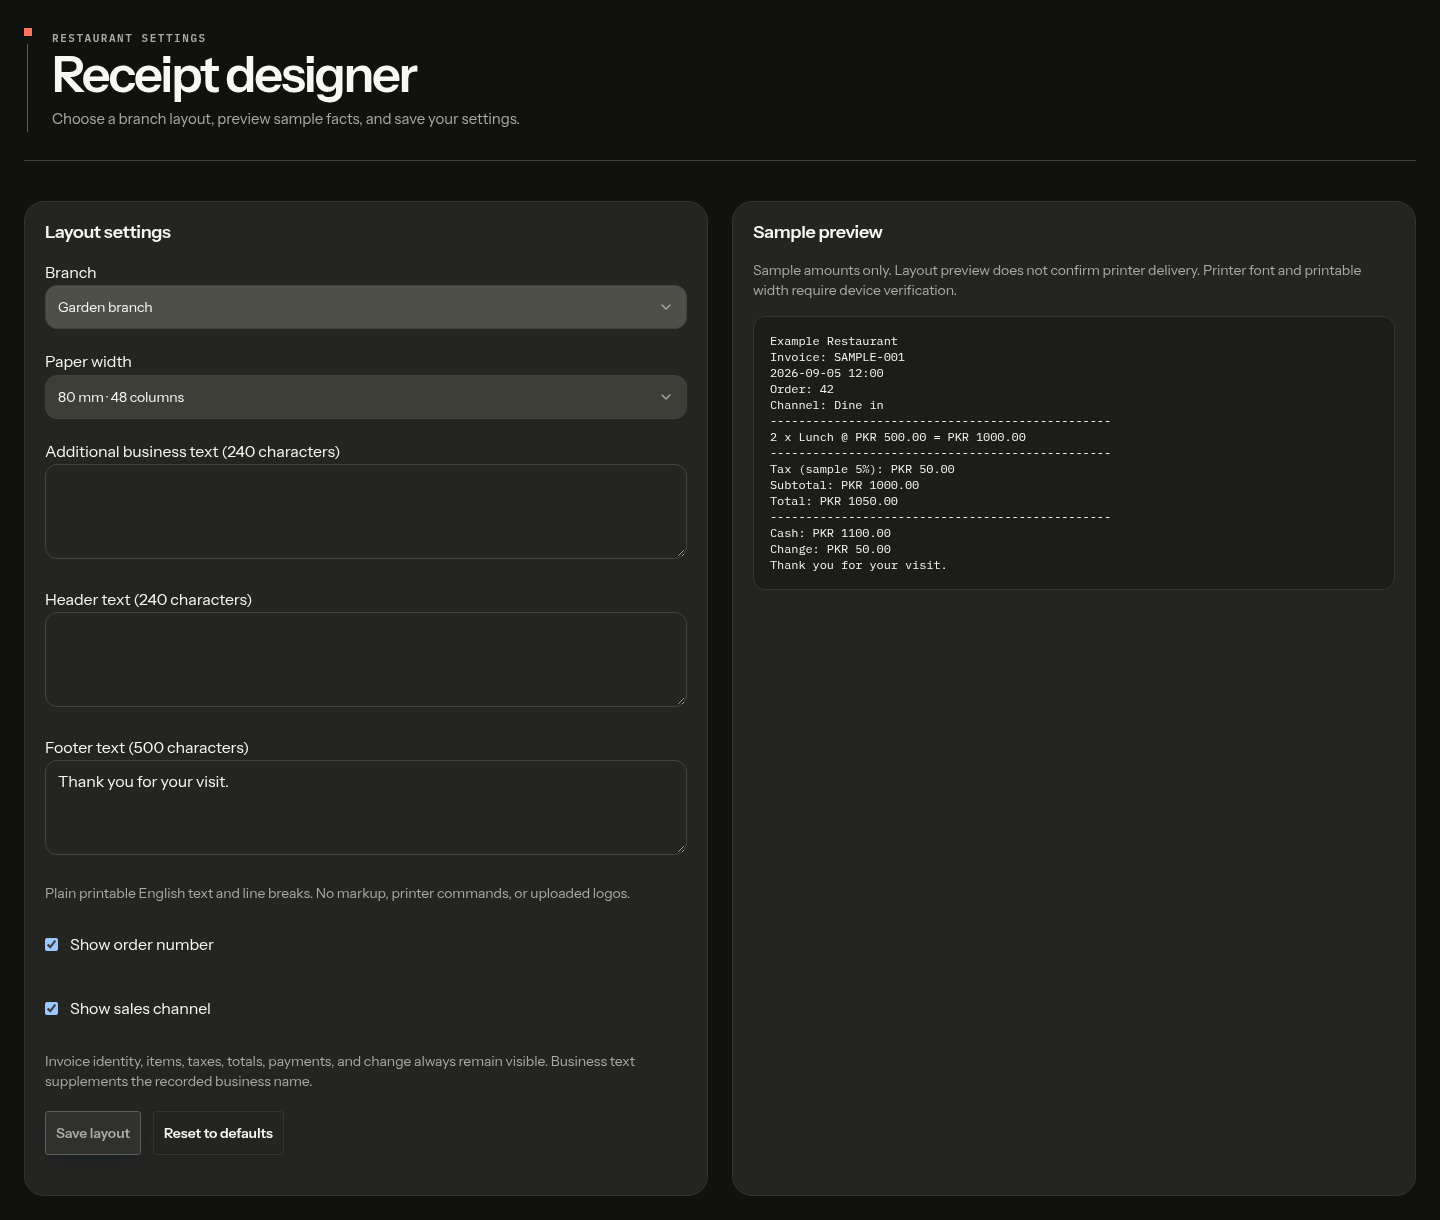 RESTAURANT SETTINGS
Receipt designer
Choose a branch layout, preview sample facts, and save your settings.
Layout settings
Branch
Garden branch
Paper width
80 mm · 48 columns
Additional business text (240 characters)
Header text (240 characters)
Footer text (500 characters)
Thank you for your visit.
Plain printable English text and line breaks. No markup, printer commands, or uploaded logos.
Show order number
Show sales channel
Invoice identity, items, taxes, totals, payments, and change always remain visible. Business text
supplements the recorded business name.
Save layout
Reset to defaults
Sample preview
Sample amounts only. Layout preview does not confirm printer delivery. Printer font and printable
width require device verification.
Example Restaurant
Invoice: SAMPLE-001
2026-09-05 12:00
Order: 42
Channel: Dine in
------------------------------------------------
2 x Lunch @ PKR 500.00 = PKR 1000.00
------------------------------------------------
Tax (sample 5%): PKR 50.00
Subtotal: PKR 1000.00
Total: PKR 1050.00
------------------------------------------------
Cash: PKR 1100.00
Change: PKR 50.00
Thank you for your visit.